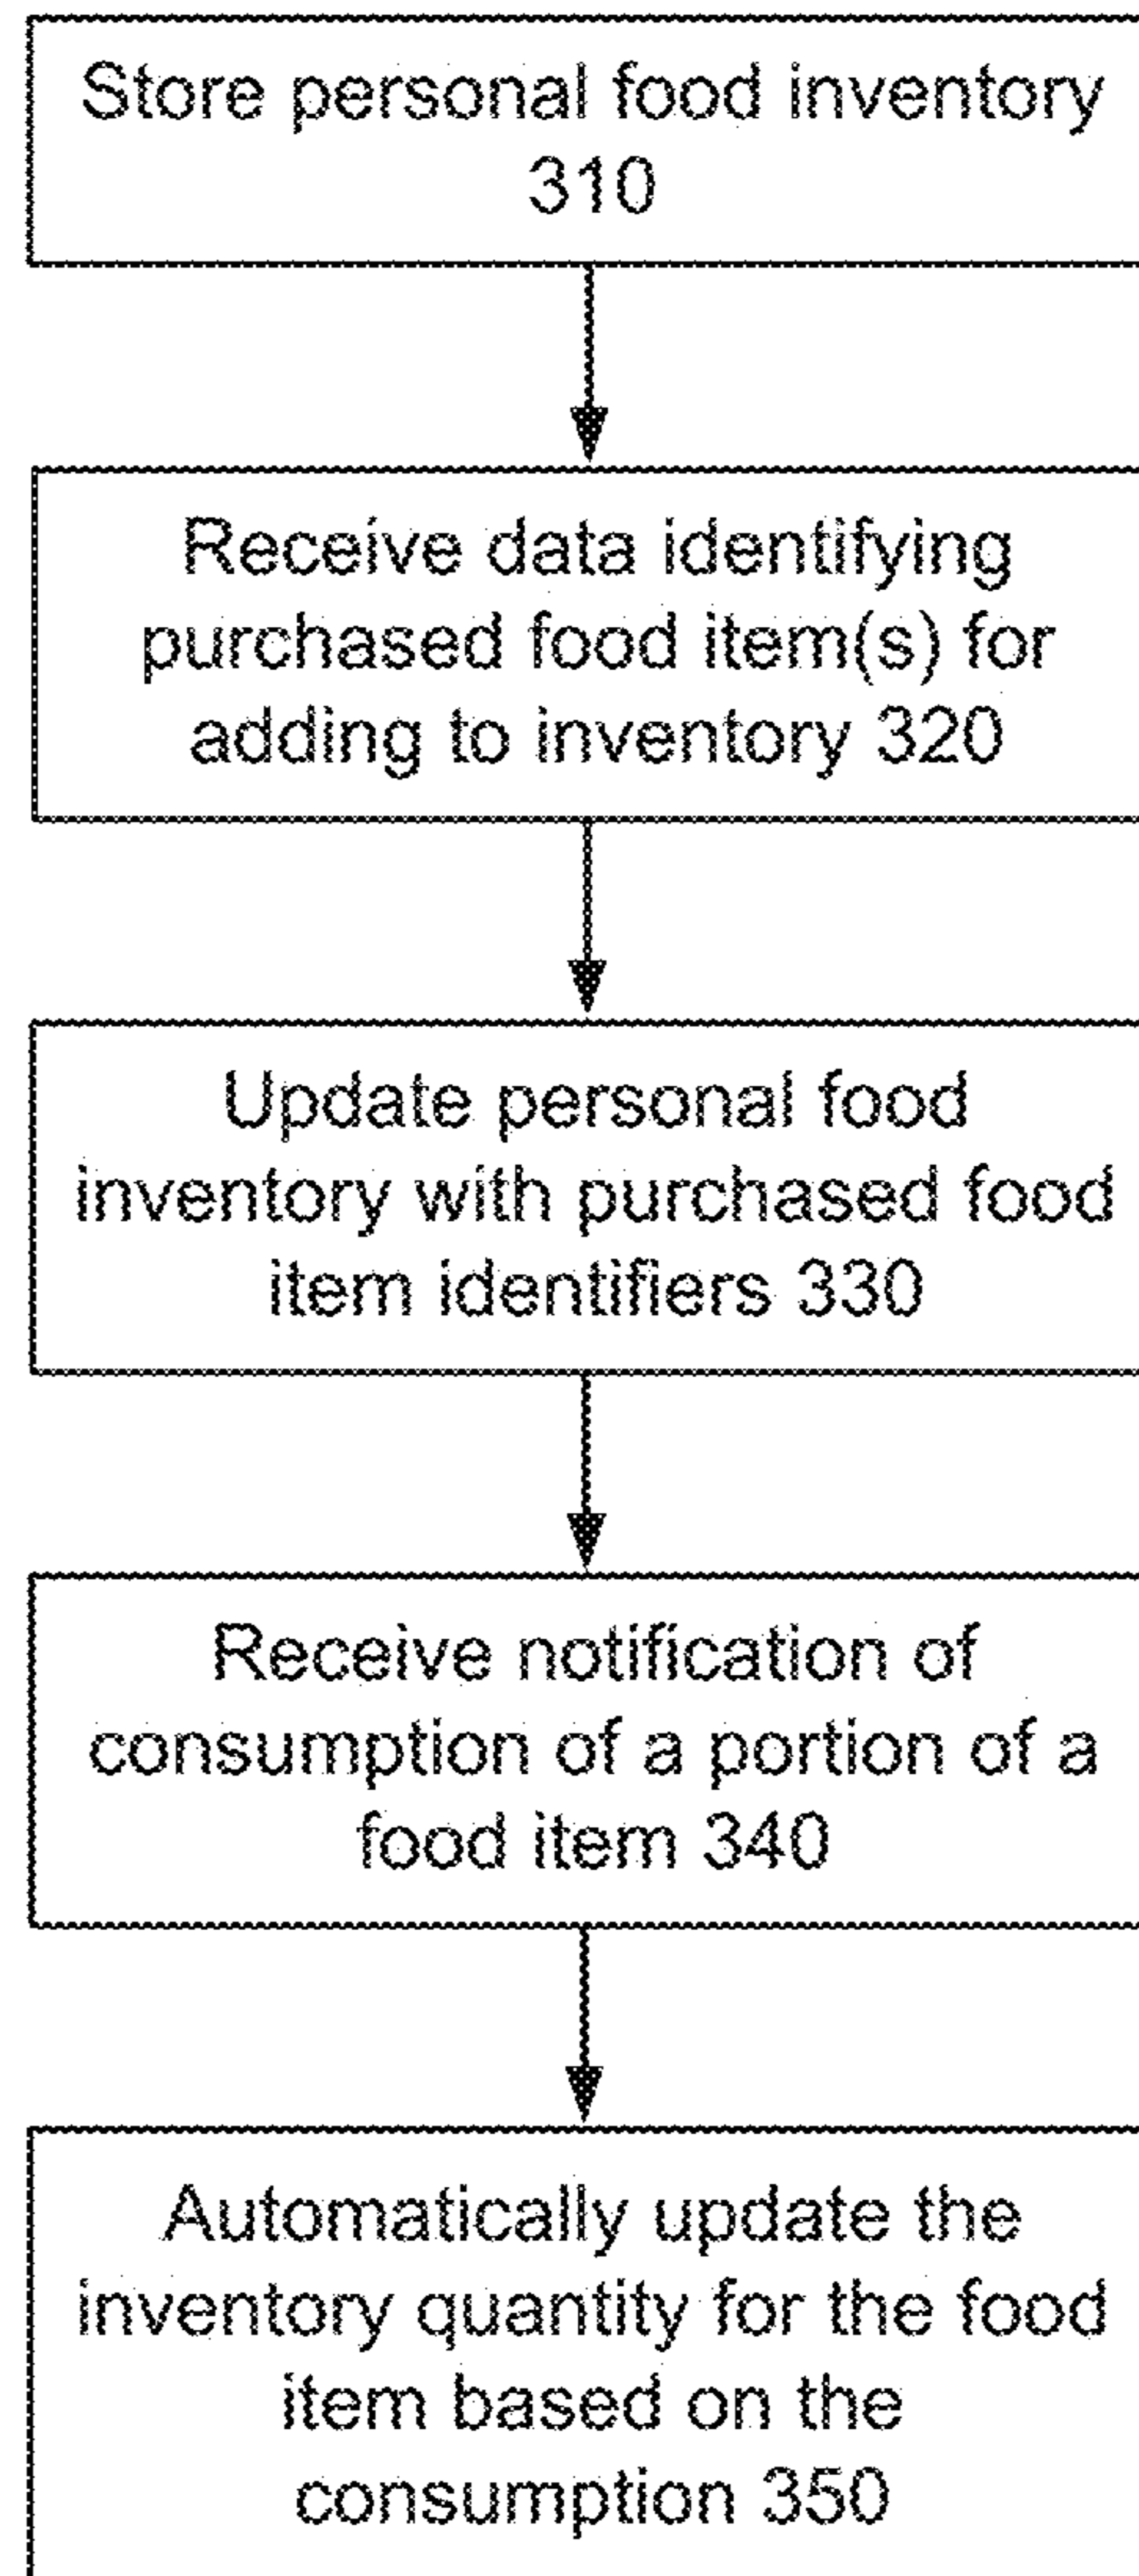 Store personal food inventory
310
Receive data identifying
purchased food item(s) for
adding to inventory 320
Update personal food
inventory with purchased food
item identifiers 330
Receive notification of
consumption of a portion of a
food item 340
Automatically update the
inventory quantity for the food
item based on the
consumption 350